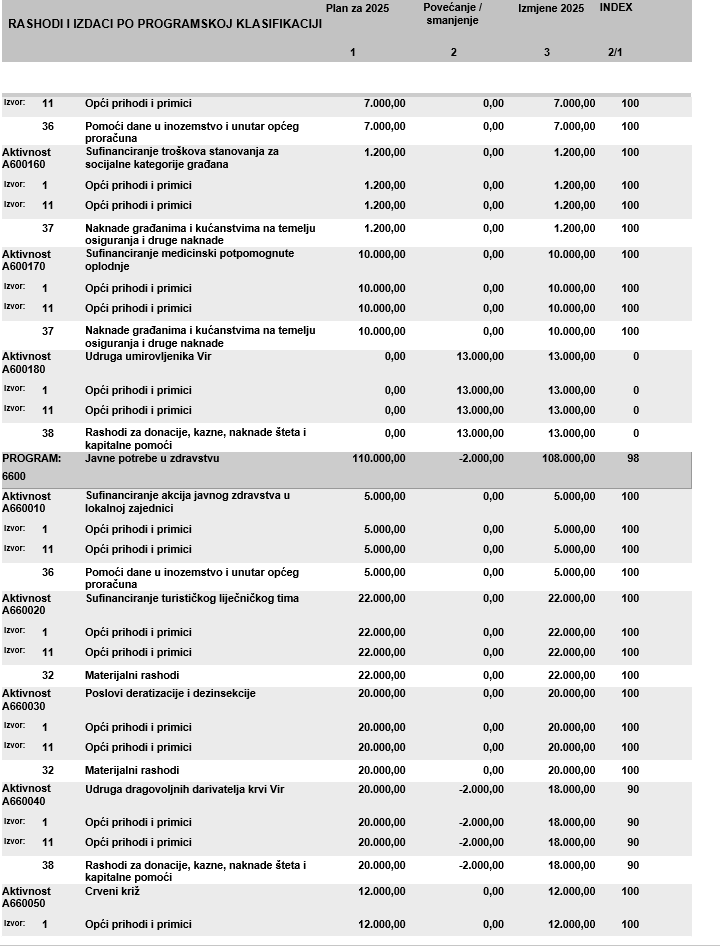 RASHODI I IZDACI PO PROGRAMSKOJ KLASIFIKACIJI Plan za 2025 Povećanje / smanjenje Izmjene 2025 INDEX
1 2 3 2/1
Izvor: 11 Opći prihodi i primici 7.000,00 0,00 7.000,00 100
36 Pomoći dane u inozemstvo i unutar općeg 7.000,00 0,00 7.000,00 100
proračuna
Aktivnost Sufinanciranje troškova stanovanja za 1.200,00 0,00 1.200,00 100
A600160 socijalne kategorije građana
Izvor: 1 Opći prihodi i primici 1.200,00 0,00 1.200,00 100
Izvor: 11 Opći prihodi i primici 1.200,00 0,00 1.200,00 100
37 Naknade građanima i kućanstvima na temelju 1.200,00 0,00 1.200,00 100
osiguranja i druge naknade
Aktivnost Sufinanciranje medicinski potpomognute 10.000,00 0,00 10.000,00 100
A600170 oplodnje
Izvor: 1 Opći prihodi i primici 10.000,00 0,00 10.000,00 100
Izvor: 11 Opći prihodi i primici 10.000,00 0,00 10.000,00 100
37 Naknade građanima i kućanstvima na temelju 10.000,00 0,00 10.000,00 100
osiguranja i druge naknade
Aktivnost Udruga umirovljenika Vir 0,00 13.000,00 13.000,00 0
A600180
Izvor: 1 Opći prihodi i primici 0,00 13.000,00 13.000,00 0
Izvor: 11 Opći prihodi i primici 0,00 13.000,00 13.000,00 0
38 Rashodi za donacije, kazne, naknade šteta i 0,00 13.000,00 13.000,00 0
kapitalne pomoći
PROGRAM: Javne potrebe u zdravstvu 110.000,00 -2.000,00 108.000,00 98
6600
Aktivnost Sufinanciranje akcija javnog zdravstva u 5.000,00 0,00 5.000,00 100
A660010 lokalnoj zajednici
Izvor: 1 Opći prihodi i primici 5.000,00 0,00 5.000,00 100
Izvor: 11 Opći prihodi i primici 5.000,00 0,00 5.000,00 100
36 Pomoći dane u inozemstvo i unutar općeg 5.000,00 0,00 5.000,00 100
proračuna
Aktivnost Sufinanciranje turističkog liječničkog tima 22.000,00 0,00 22.000,00 100
A660020
Izvor: 1 Opći prihodi i primici 22.000,00 0,00 22.000,00 100
Izvor: 11 Opći prihodi i primici 22.000,00 0,00 22.000,00 100
32 Materijalni rashodi 22.000,00 0,00 22.000,00 100
Aktivnost Poslovi deratizacije i dezinsekcije 20.000,00 0,00 20.000,00 100
A660030
Izvor: 1 Opći prihodi i primici 20.000,00 0,00 20.000,00 100
Izvor: 11 Opći prihodi i primici 20.000,00 0,00 20.000,00 100
32 Materijalni rashodi 20.000,00 0,00 20.000,00 100
Aktivnost Udruga dragovoljnih darivatelja krvi Vir 20.000,00 -2.000,00 18.000,00 90
A660040
Izvor: 1 Opći prihodi i primici 20.000,00 -2.000,00 18.000,00 90
Izvor: 11 Opći prihodi i primici 20.000,00 -2.000,00 18.000,00 90
38 Rashodi za donacije, kazne, naknade šteta i 20.000,00 -2.000,00 18.000,00 90
kapitalne pomoći
Aktivnost Crveni križ 12.000,00 0,00 12.000,00 100
A660050
Izvor: 1 Opći prihodi i primici 12.000,00 0,00 12.000,00 100